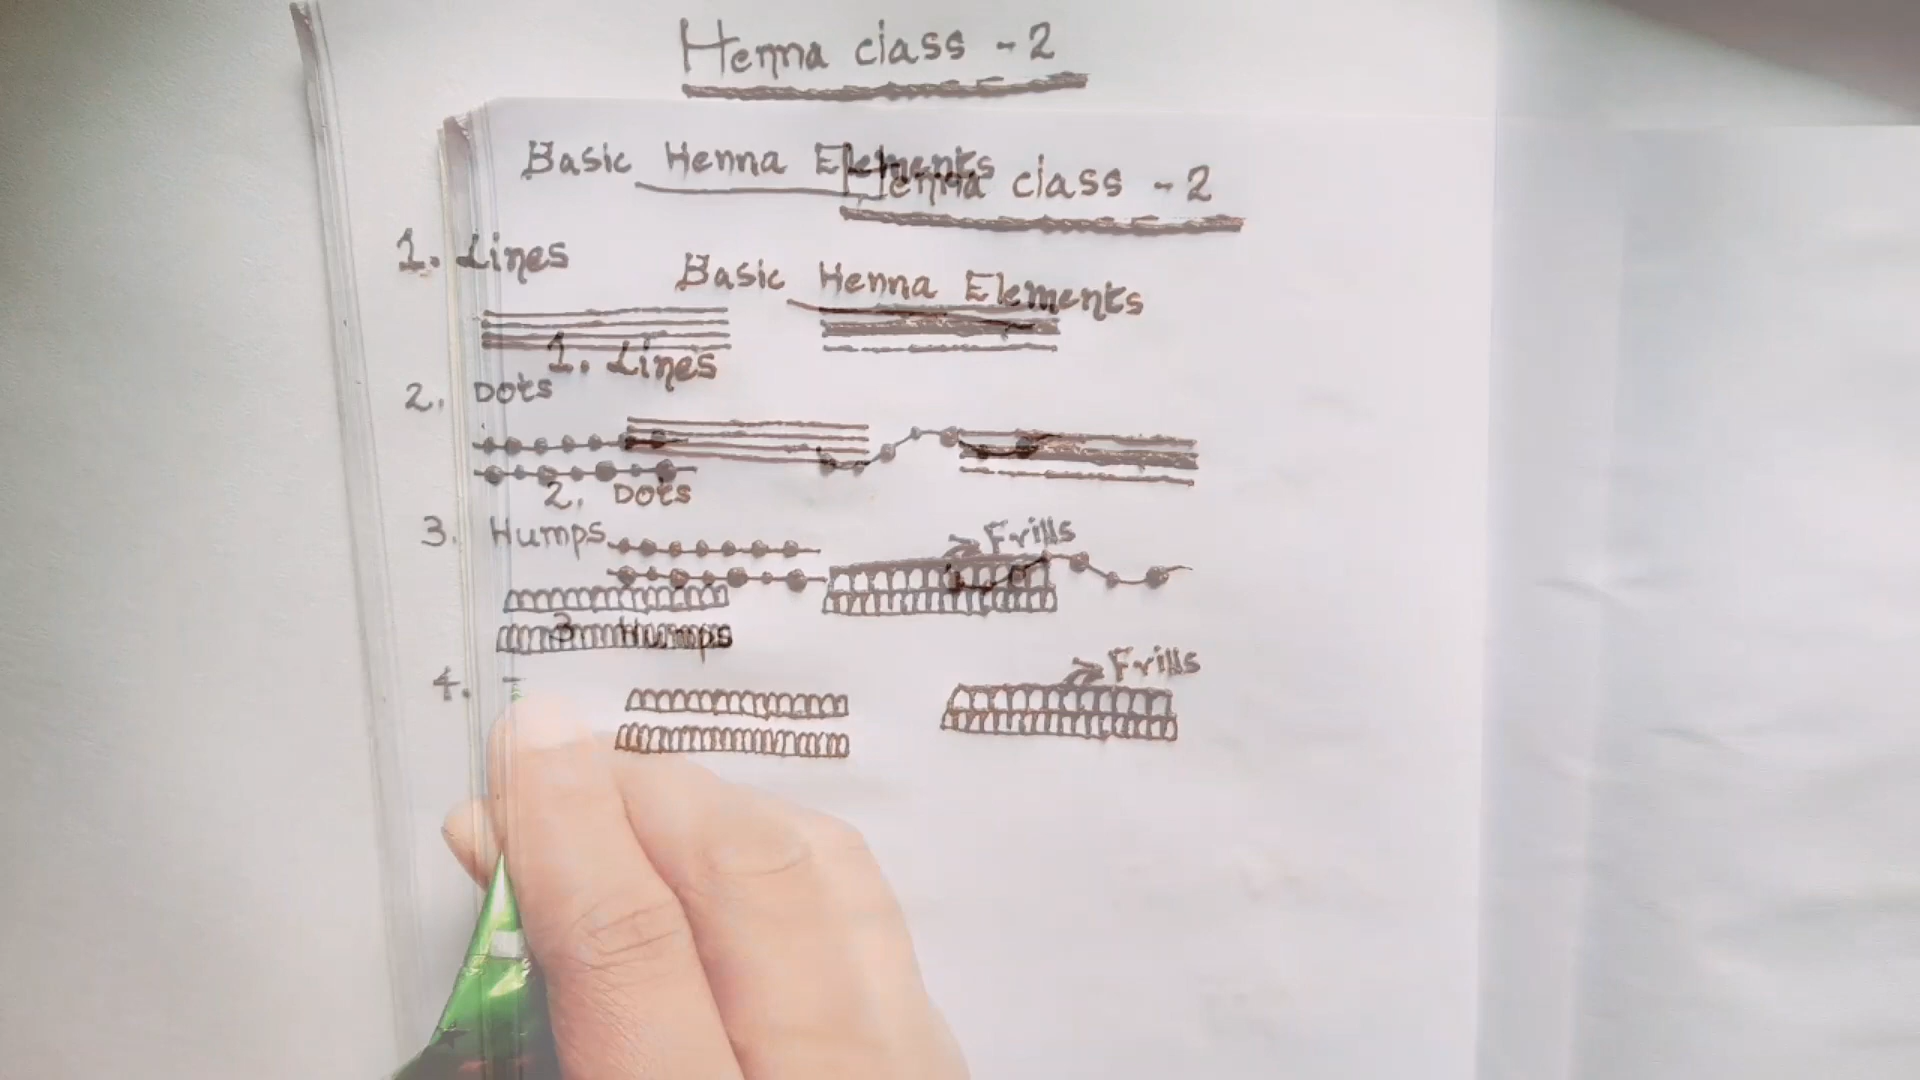 Henna class - 2
Basic Henna Elements
Henna class - 2
1. Lines
Basic Henna Elements
1. Lines
2. Dots
2. Dots
3. Humps
Frills
3 Humps
Frills
4.